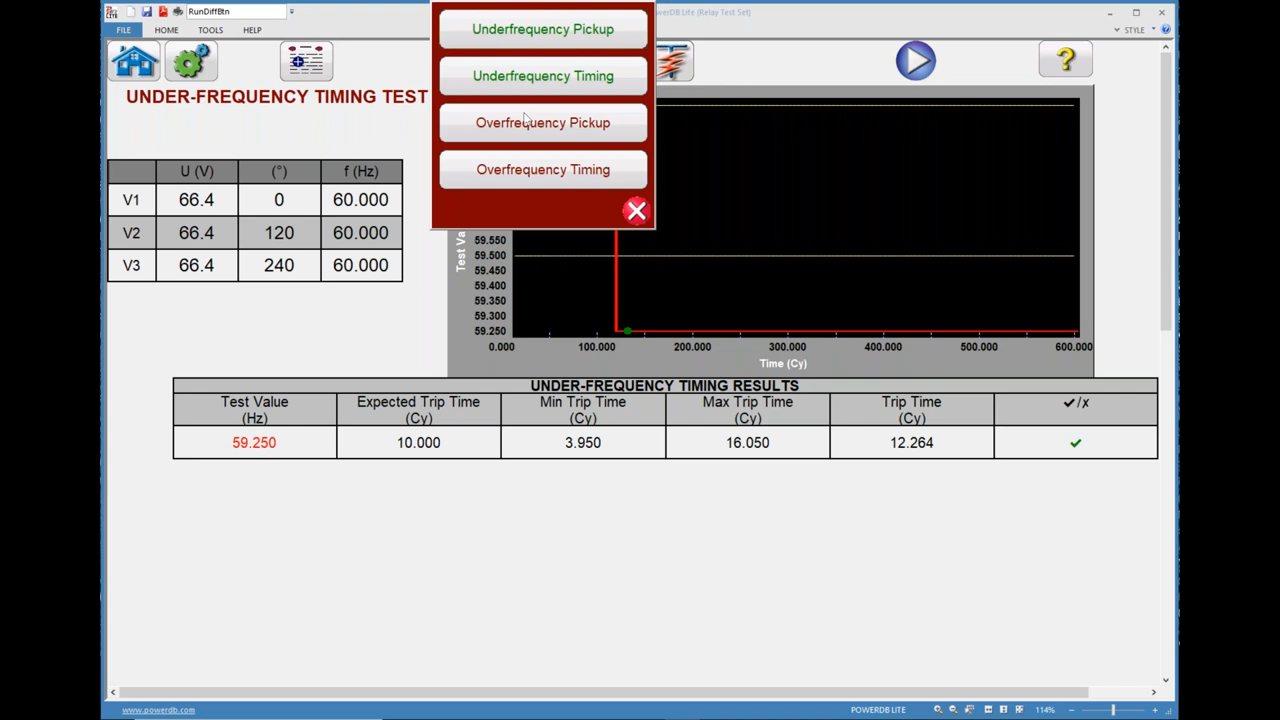 RunDiffBtn
PowerDB Lite (Relay Test Set)
FILE HOME TOOLS HELP
STYLE
Underfrequency Pickup
Underfrequency Timing
Overfrequency Pickup
Overfrequency Timing
UNDER-FREQUENCY TIMING TEST
U (V) (°) f (Hz)
V1 66.4 0 60.000
V2 66.4 120 60.000
V3 66.4 240 60.000
Test Va
59.550
59.500
59.450
59.400
59.350
59.300
59.250
0.000 100.000 200.000 300.000 400.000 500.000 600.000
Time (Cy)
UNDER-FREQUENCY TIMING RESULTS
Test Value (Hz) Expected Trip Time (Cy) Min Trip Time (Cy) Max Trip Time (Cy) Trip Time (Cy) ✓/x
59.250 10.000 3.950 16.050 12.264 ✓
www.powerdb.com
POWERDB LITE
114%